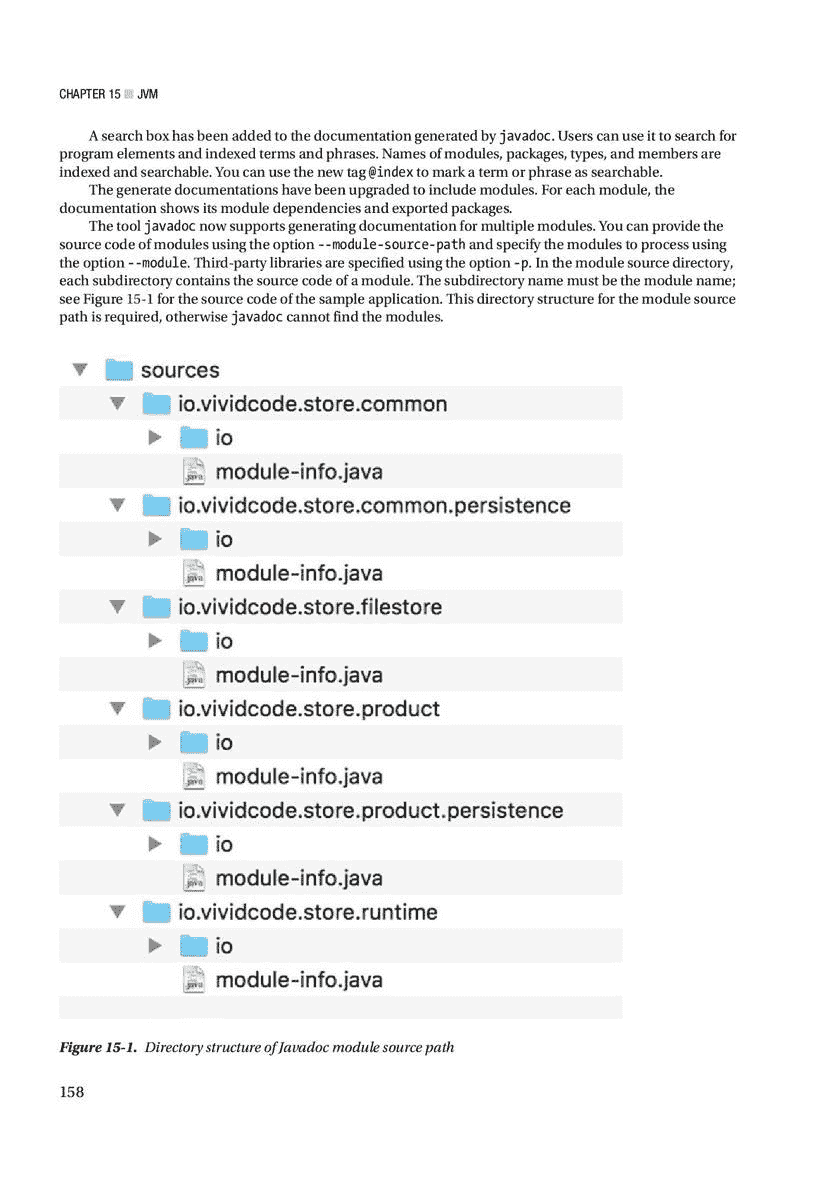 CHAPTER 15 ■ JVM
A search box has been added to the documentation generated by javadoc. Users can use it to search for
program elements and indexed terms and phrases. Names of modules, packages, types, and members are
indexed and searchable. You can use the new tag @index to mark a term or phrase as searchable.
The generate documentations have been upgraded to include modules. For each module, the
documentation shows its module dependencies and exported packages.
The tool javadoc now supports generating documentation for multiple modules. You can provide the
source code of modules using the option --module-source-path and specify the modules to process using
the option --module. Third-party libraries are specified using the option -p. In the module source directory,
each subdirectory contains the source code of a module. The subdirectory name must be the module name;
see Figure 15-1 for the source code of the sample application. This directory structure for the module source
path is required, otherwise javadoc cannot find the modules.
sources
io.vividcode.store.common
io
module-info.java
io.vividcode.store.common.persistence
io
module-info.java
io.vividcode.store.filestore
io
module-info.java
io.vividcode.store.product
io
module-info.java
io.vividcode.store.product.persistence
io
module-info.java
io.vividcode.store.runtime
io
module-info.java
Figure 15-1. Directory structure of Javadoc module source path
158